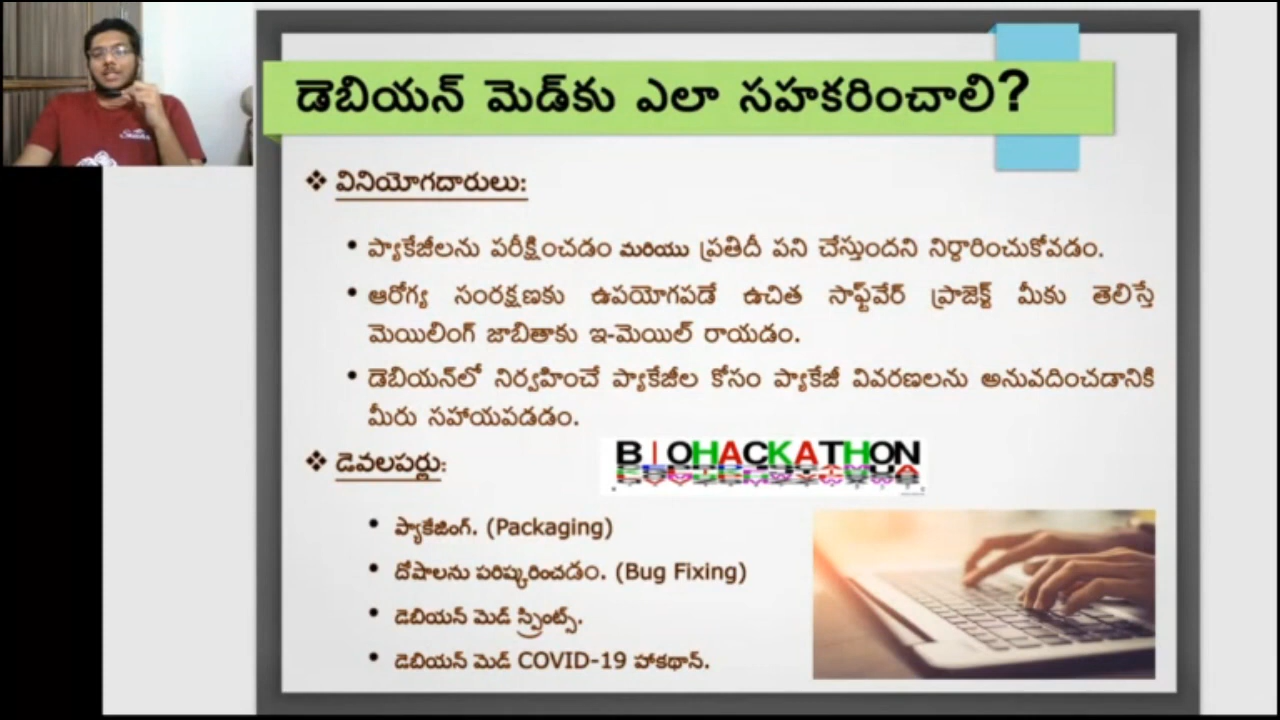 డెబియన్ మెడ్‌కు ఎలా సహకరించాలి?
❖ వినియోగదారులు:
• ప్యాకేజీలను పరీక్షించడం మరియు ప్రతిదీ పని చేస్తుందని నిర్ధారించుకోవడం.
• ఆరోగ్య సంరక్షణకు ఉపయోగపడే ఉచిత సాఫ్ట్‌వేర్ ప్రాజెక్ట్ మీకు తెలిస్తే
మెయిలింగ్ జాబితాకు ఇ-మెయిల్ రాయడం.
• డెబియన్‌లో నిర్వహించే ప్యాకేజీల కోసం ప్యాకేజీ వివరణలను అనువదించడానికి
మీరు సహాయపడడం.
❖ డెవలపర్లు:
BIOHACKATHON
• ప్యాకేజింగ్. (Packaging)
• దోషాలను పరిష్కరించడం. (Bug Fixing)
• డెబియన్ మెడ్ స్ప్రింట్స్.
• డెబియన్ మెడ్ COVID-19 హాకథాన్.